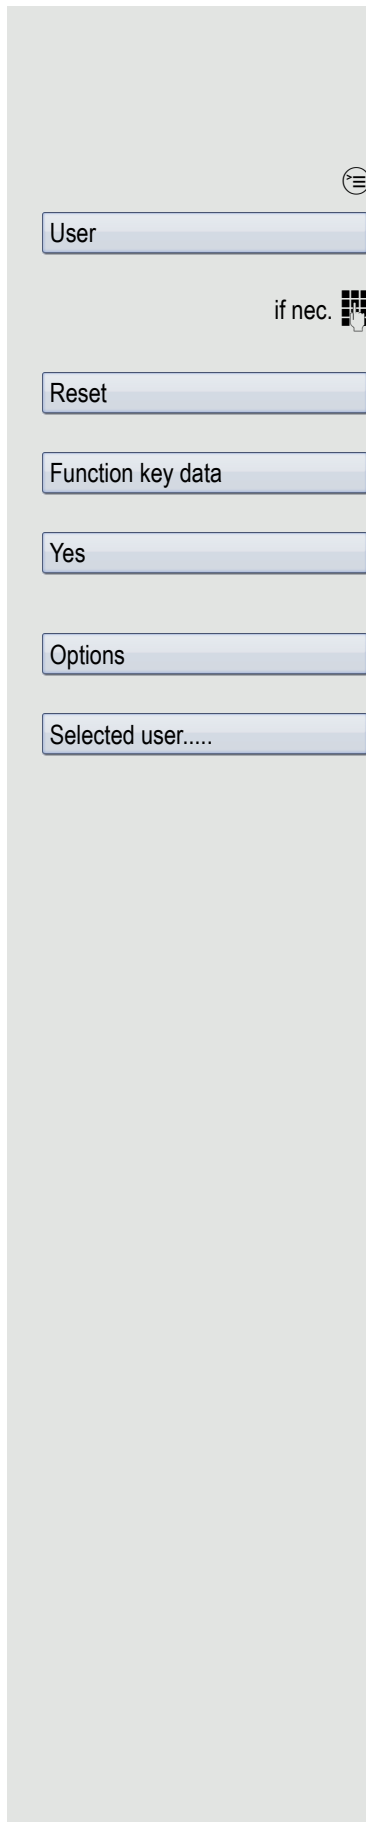 User
if nec.
Reset
Function key data
Yes
Options
Selected user.....